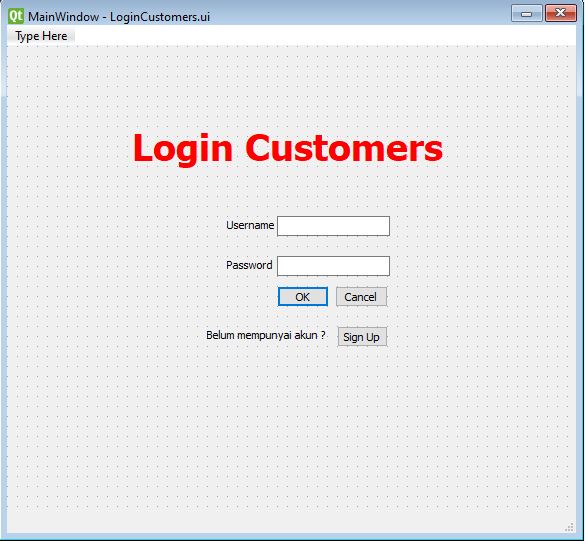 Qt MainWindow - LoginCustomers.ui
Type Here
Login Customers
Username
Password
OK Cancel
Belum mempunyai akun ? Sign Up